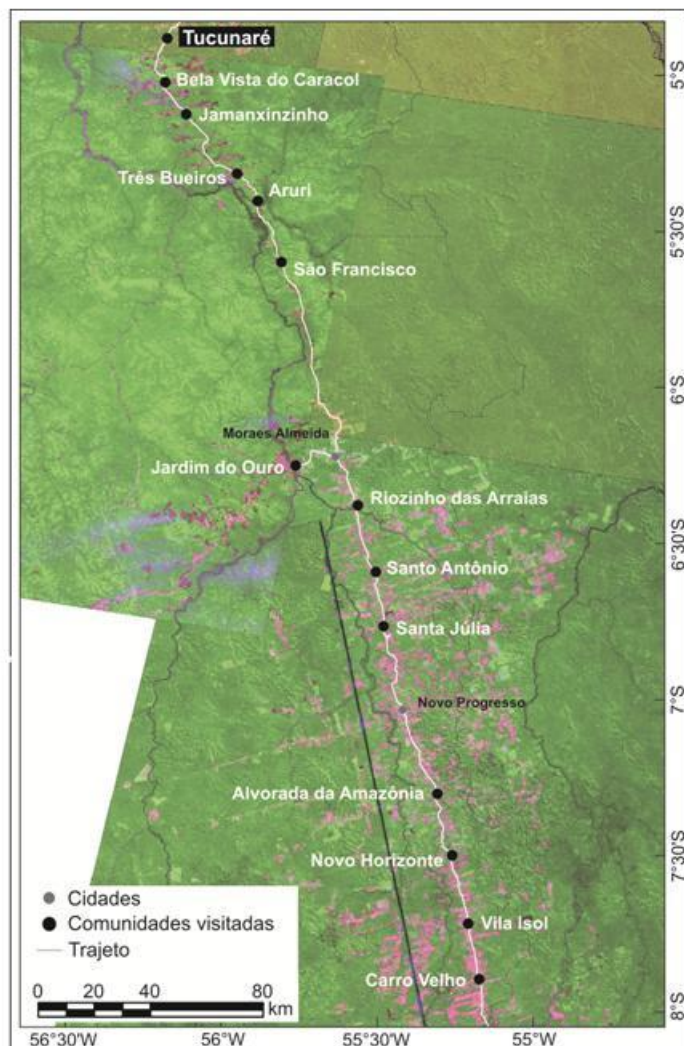 Tucunaré
5°S
Bela Vista do Caracol
Jamanxinzinho
Três Bueiros
Aruri
5°30'S
São Francisco
6°S
Moraes Almeida
Jardim do Ouro
Riozinho das Arraias
6°30'S
Santo Antônio
Santa Júlia
7°S
Novo Progresso
Alvorada da Amazônia
7°30'S
Novo Horizonte
Cidades
Comunidades visitadas
Trajeto
Vila Isol
Carro Velho
0 20 40 80
km
8°S
56°30'W 56°W 55°30'W 55°W